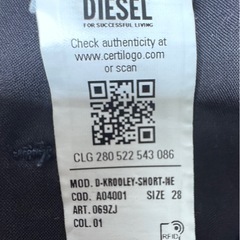 DIESEL
FOR SUCCESSFUL LIVING
Check authenticity at
www.certilogo.com
or scan
CLG 280 522 543 086
MOD. D-KROOLEY-SHORT-NE
COD. A04001 SIZE 28
ART. 069ZJ
COL. 01
RFID